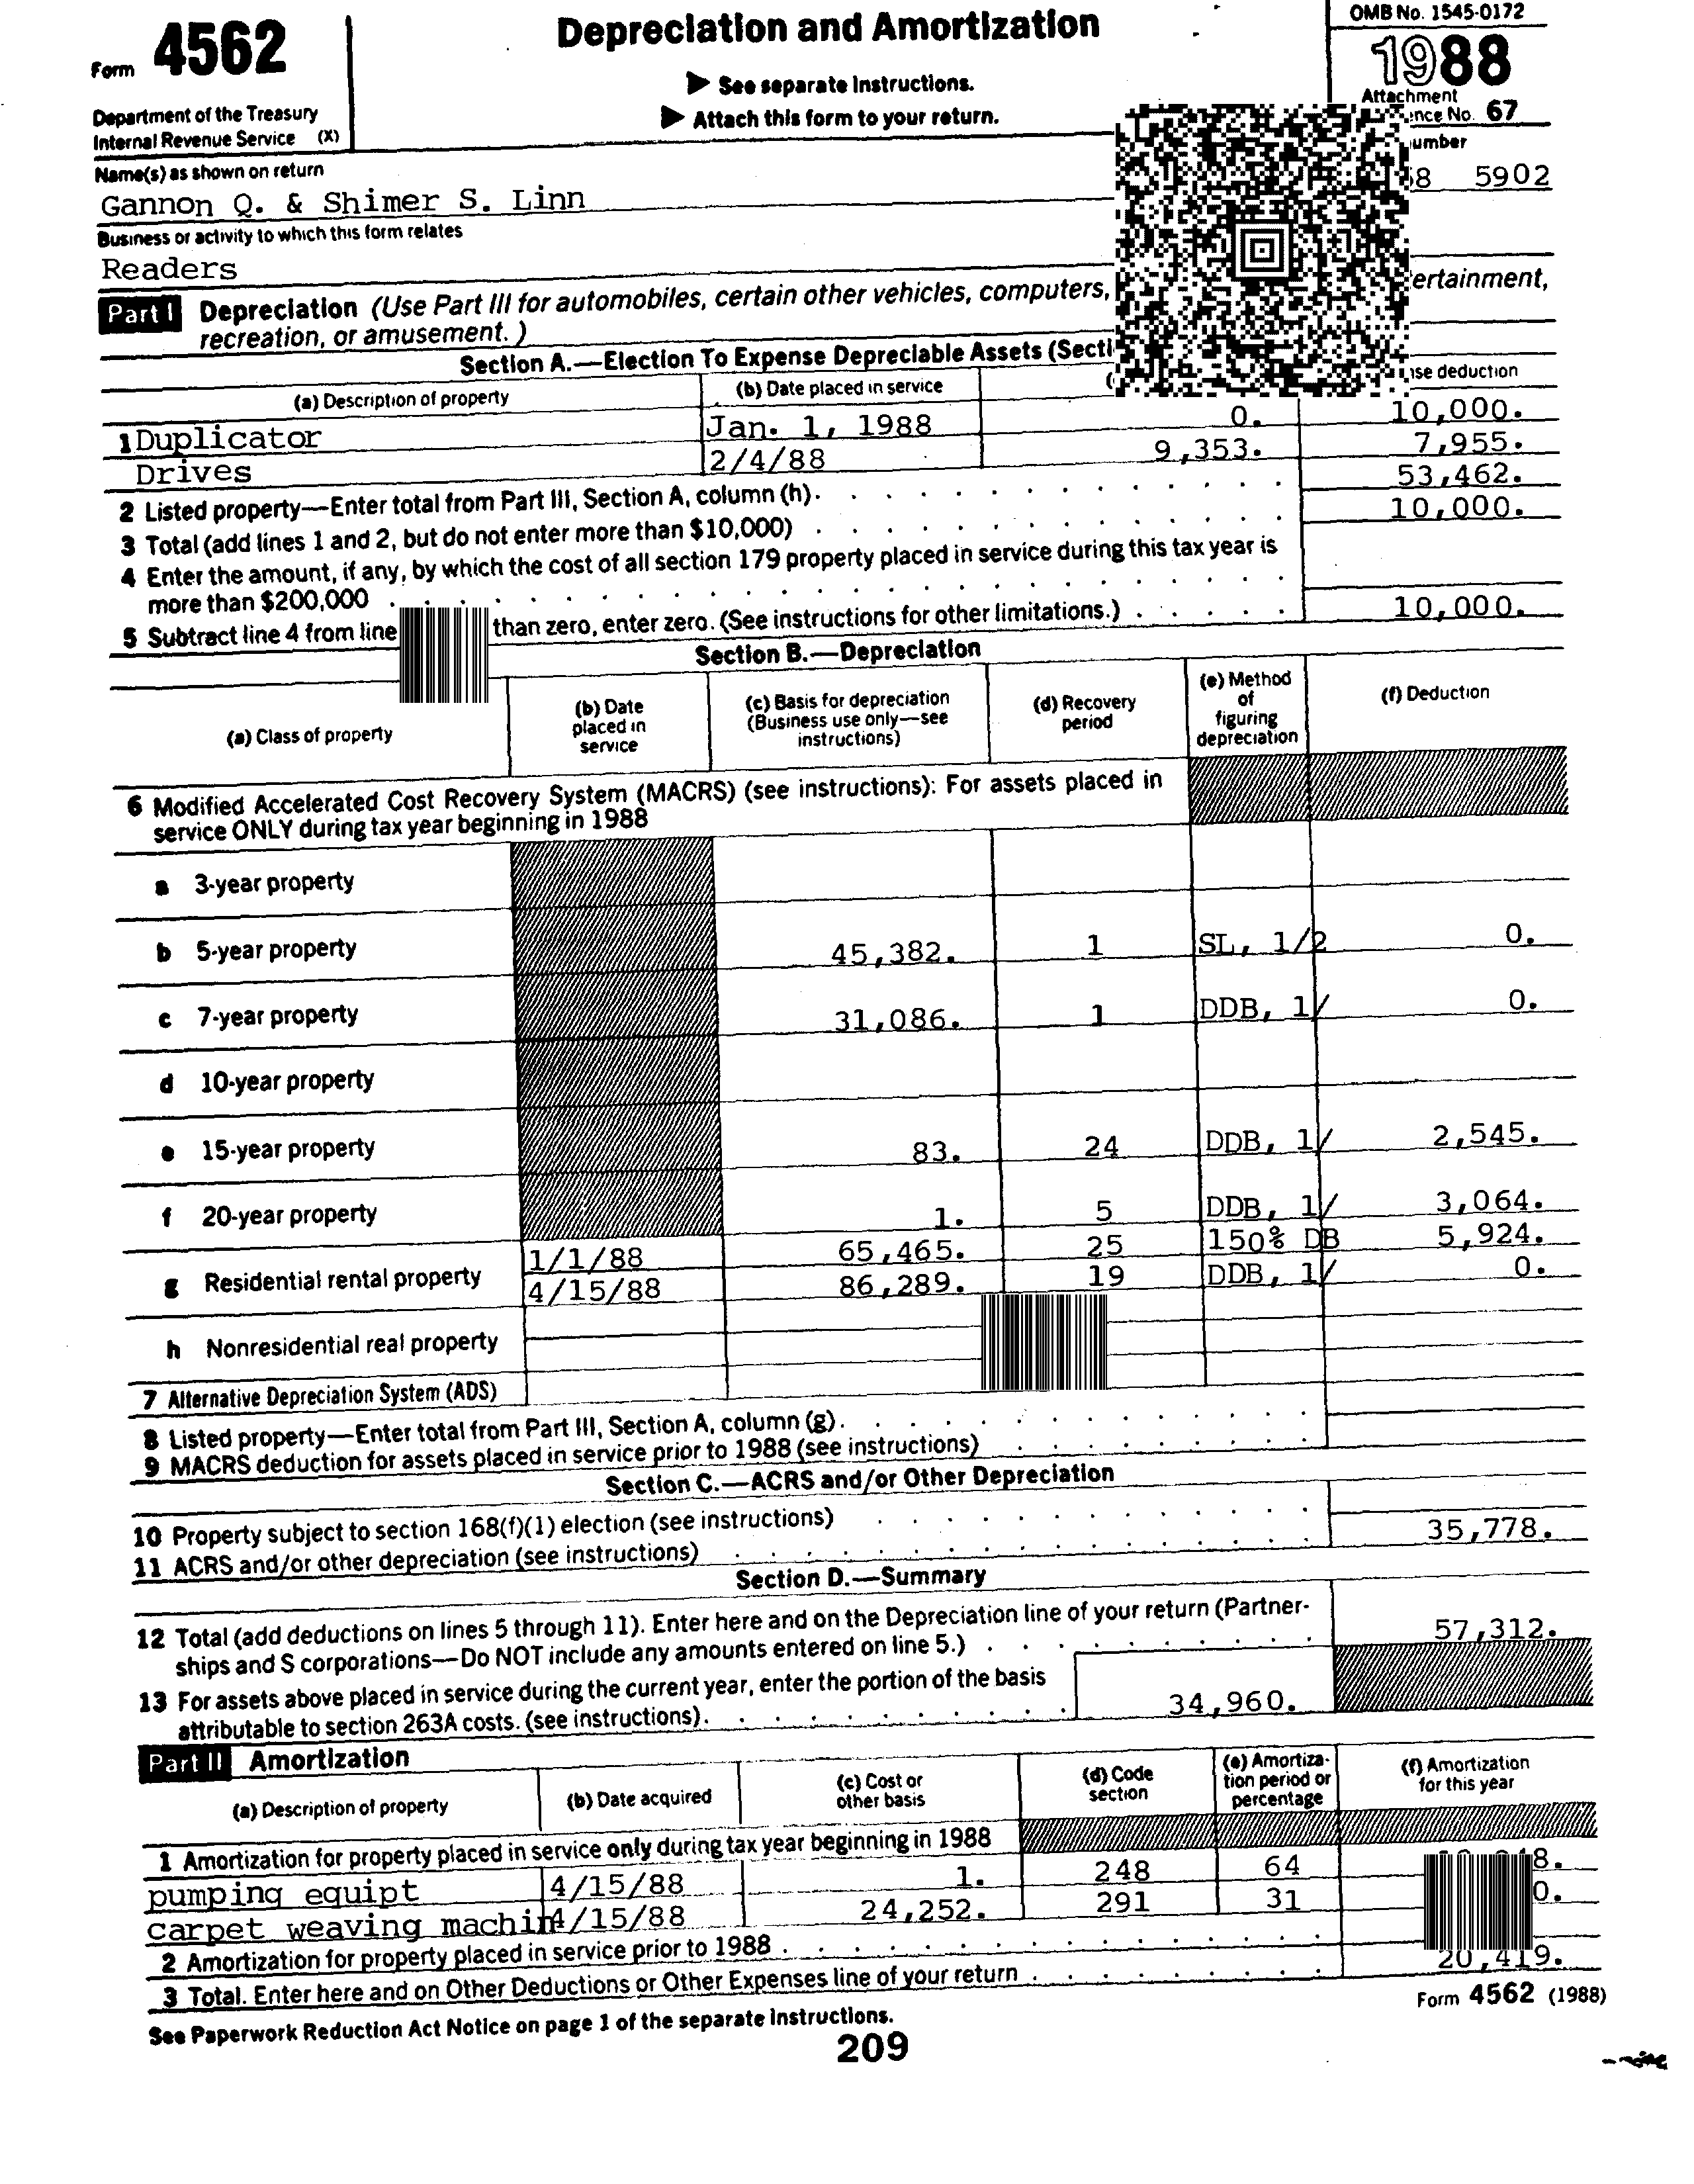 Form 4562
Depreciation and Amortization
OMB No. 1545-0172
1988
▶ See separate Instructions.
▶ Attach this form to your return.
Department of the Treasury
Internal Revenue Service (X)
Attachment
No. 67
Name(s) as shown on return
Gannon Q. & Shimer S. Linn
5902
Business or activity to which this form relates
Readers
Part I Depreciation (Use Part III for automobiles, certain other vehicles, computers,
recreation, or amusement.)
Section A.—Election To Expense Depreciable Assets
(a) Description of property (b) Date placed in service deduction
1 Duplicator Jan. 1, 1988 0. 10,000.
Drives 2/4/88 9,353. 7,955.
2 Listed property—Enter total from Part III, Section A, column (h). 53,462.
3 Total (add lines 1 and 2, but do not enter more than $10,000) 10,000.
4 Enter the amount, if any, by which the cost of all section 179 property placed in service during this tax year is
more than $200,000
5 Subtract line 4 from line than zero, enter zero. (See instructions for other limitations.) 10,000.
Section B.—Depreciation
(a) Class of property (b) Date placed in service (c) Basis for depreciation (Business use only—see instructions) (d) Recovery period (e) Method of figuring depreciation (f) Deduction
6 Modified Accelerated Cost Recovery System (MACRS) (see instructions): For assets placed in
service ONLY during tax year beginning in 1988
a 3-year property
b 5-year property 45,382. 1 SL, 1/2 0.
c 7-year property 31,086. 1 DDB, 1/ 0.
d 10-year property
e 15-year property 83. 24 DDB, 1/ 2,545.
f 20-year property 1. 5 DDB, 1/ 3,064.
1/1/88 65,465. 25 150% DB 5,924.
g Residential rental property 4/15/88 86,289. 19 DDB, 1/ 0.
h Nonresidential real property
7 Alternative Depreciation System (ADS)
8 Listed property—Enter total from Part III, Section A, column (g).
9 MACRS deduction for assets placed in service prior to 1988 (see instructions)
Section C.—ACRS and/or Other Depreciation
10 Property subject to section 168(f)(1) election (see instructions)
11 ACRS and/or other depreciation (see instructions) 35,778.
Section D.—Summary
12 Total (add deductions on lines 5 through 11). Enter here and on the Depreciation line of your return (Partner-
ships and S corporations—Do NOT include any amounts entered on line 5.) 57,312.
13 For assets above placed in service during the current year, enter the portion of the basis
attributable to section 263A costs. (see instructions). 34,960.
Part II Amortization
(a) Description of property (b) Date acquired (c) Cost or other basis (d) Code section (e) Amortiza-tion period or percentage (f) Amortization for this year
1 Amortization for property placed in service only during tax year beginning in 1988
pumping equipt 4/15/88 1. 248 64
carpet weaving machin 4/15/88 24,252. 291 31
2 Amortization for property placed in service prior to 1988
3 Total. Enter here and on Other Deductions or Other Expenses line of your return 20,419.
See Paperwork Reduction Act Notice on page 1 of the separate Instructions.
Form 4562 (1988)
209